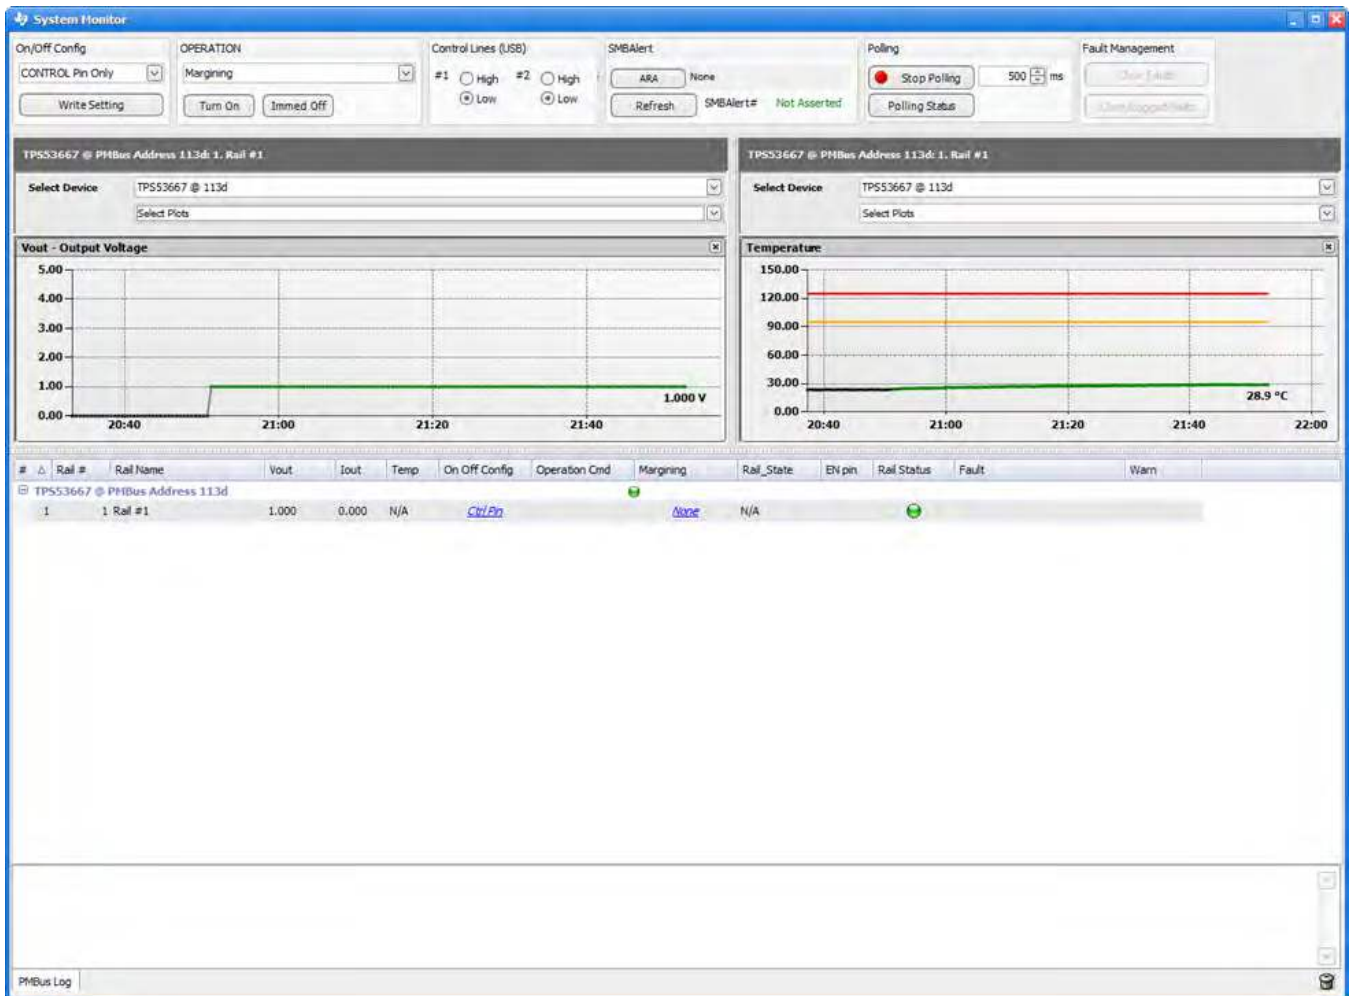 System Monitor
On/Off Config
OPERATION
Control Lines (USB)
SMBAlert
Polling
Fault Management
CONTROL Pin Only
Margining
#1 High #2 High
ARA None
Stop Polling 500 ms
Clear Faults
Write Setting
Turn On Immed Off
Low Low
Refresh SMBAlert# Not Asserted
Polling Status
TPS53667 @ PMBus Address 113d: 1. Rail #1
TPS53667 @ PMBus Address 113d: 1. Rail #1
Select Device TPS53667 @ 113d
Select Device TPS53667 @ 113d
Select Plots
Select Plots
Vout - Output Voltage
5.00
4.00
3.00
2.00
1.00
0.00
1.000 V
20:40 21:00 21:20 21:40
Temperature
150.00
120.00
90.00
60.00
30.00
0.00
28.9 °C
20:40 21:00 21:20 21:40 22:00
# Rail # Rail Name Vout Iout Temp On Off Config Operation Cmd Margining Rail_State EN pin Rail Status Fault Warn
TPS53667 @ PMBus Address 113d
1 1 Rail #1 1.000 0.000 N/A Ctrl Pin None N/A
PMBus Log